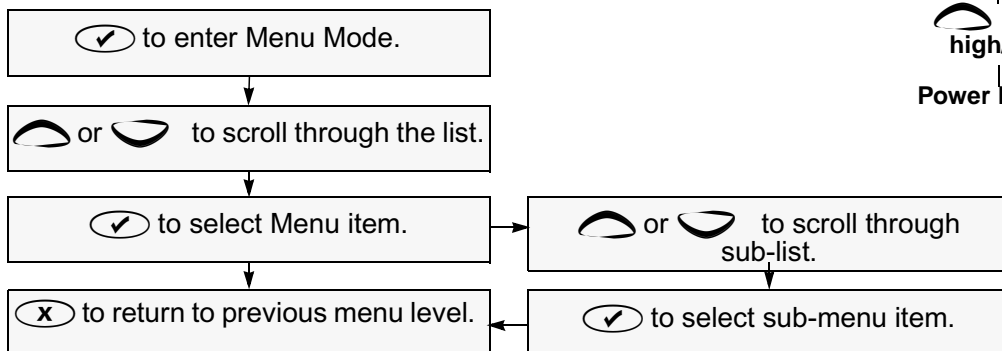 ✔ to enter Menu Mode.
or to scroll through the list.
✔ to select Menu item.
x to return to previous menu level.
or to scroll through
sub-list.
✔ to select sub-menu item.
high
Power